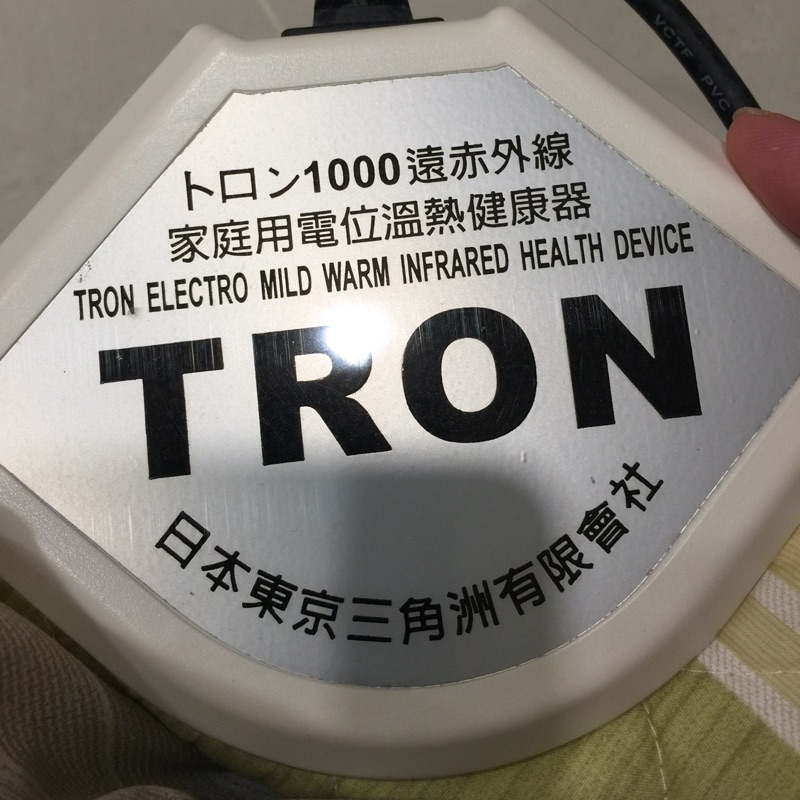 VCTF PVC
トロン1000遠赤外線
家庭用電位溫熱健康器
TRON ELECTRO MILD WARM INFRARED HEALTH DEVICE
TRON
日本東京三角洲有限會社